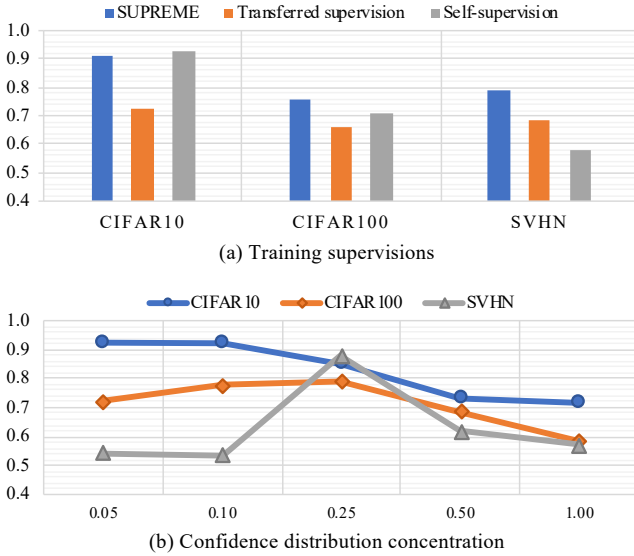 SUPREME Transferred supervision Self-supervision
1.0
0.9
0.8
0.7
0.6
0.5
0.4
CIFAR10 CIFAR100 SVHN
(a) Training supervisions
CIFAR10 CIFAR100 SVHN
1.0
0.9
0.8
0.7
0.6
0.5
0.4
0.05 0.10 0.25 0.50 1.00
(b) Confidence distribution concentration